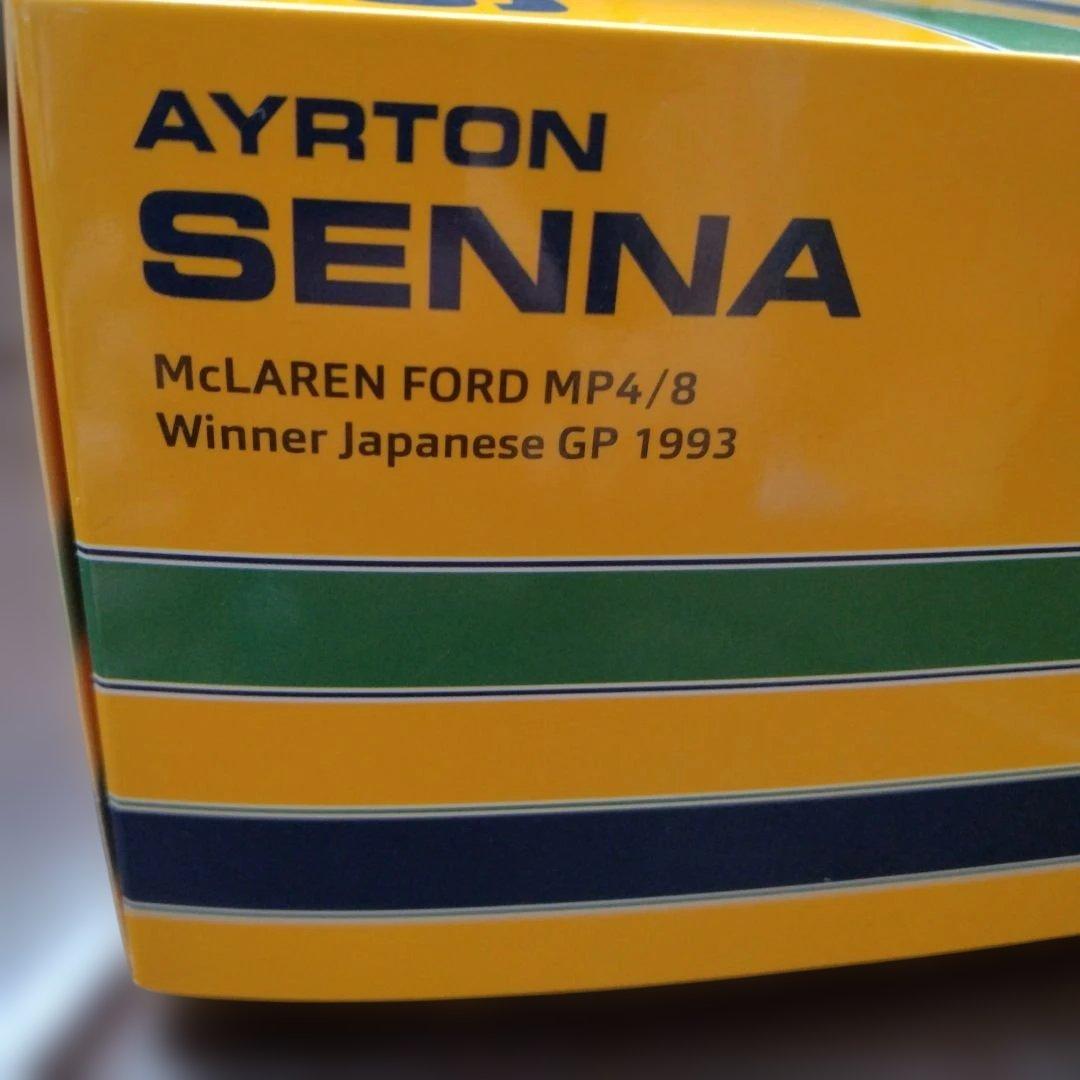 AYRTON
SENNA
McLAREN FORD MP4/8
Winner Japanese GP 1993